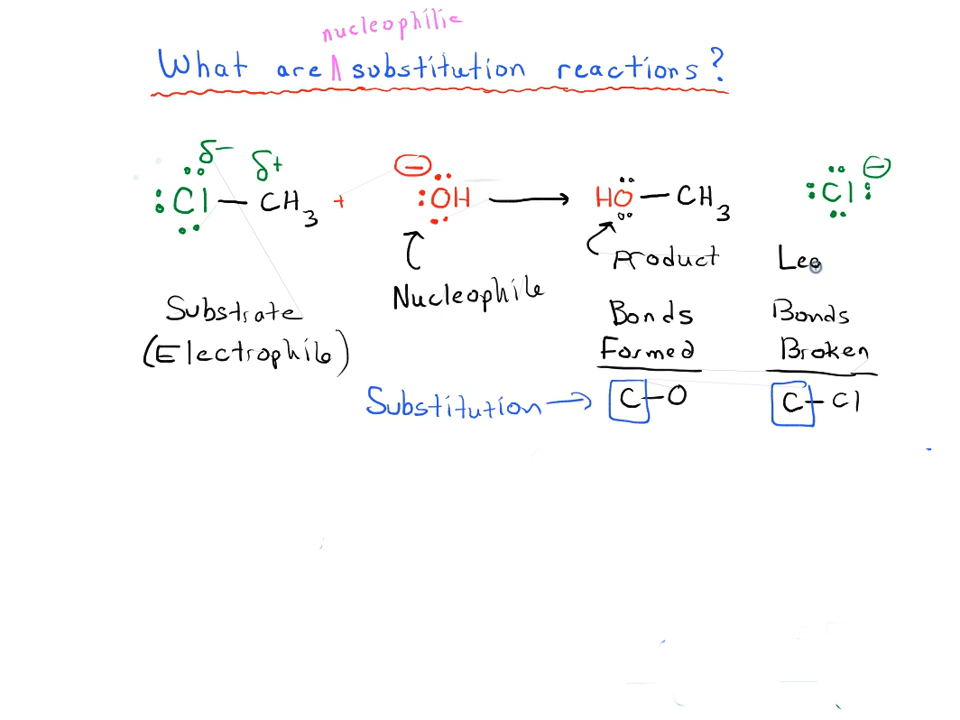 nucleophilic
What are ∧ substitution reactions?
δ− δ+ ⊖ ⊖
:Cl — CH3 + :OH ⟶ HO — CH3 :Cl:
Product Lea
Nucleophile
Substrate Bonds Bonds
(Electrophile) Formed Broken
Substitution → C—O C—Cl